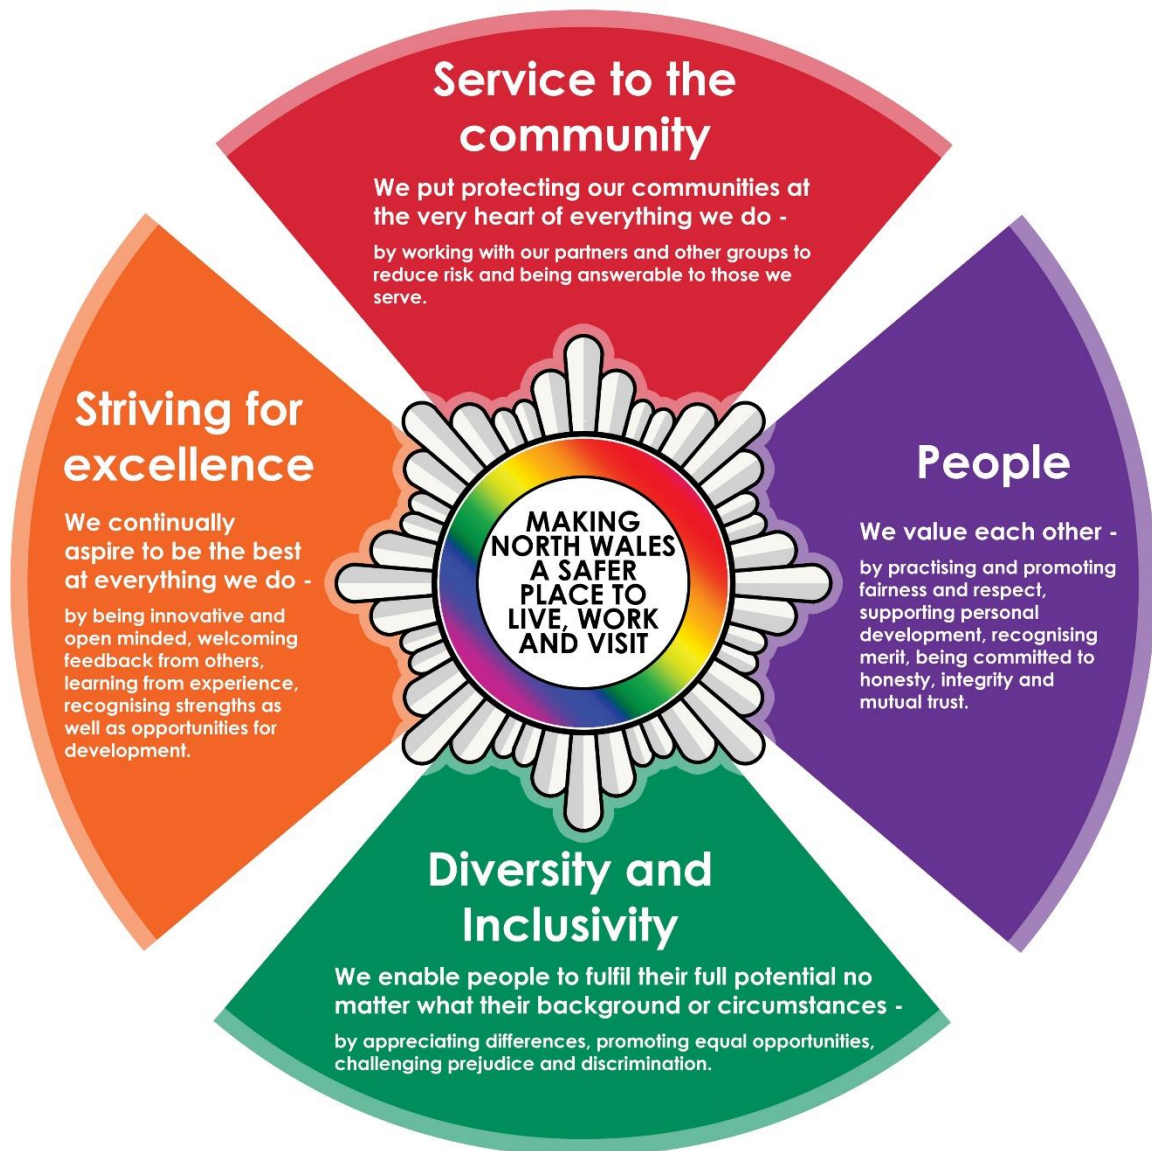 Service to the
community
We put protecting our communities at
the very heart of everything we do -
by working with our partners and other groups to
reduce risk and being answerable to those we
serve.
People
We value each other -
by practising and promoting
fairness and respect,
supporting personal
development, recognising
merit, being committed to
honesty, integrity and
mutual trust.
Diversity and
Inclusivity
We enable people to fulfil their full potential no
matter what their background or circumstances -
by appreciating differences, promoting equal opportunities,
challenging prejudice and discrimination.
Striving for
excellence
We continually
aspire to be the best
at everything we do -
by being innovative and
open minded, welcoming
feedback from others,
learning from experience,
recognising strengths as
well as opportunities for
development.
MAKING
NORTH WALES
A SAFER
PLACE TO
LIVE, WORK
AND VISIT